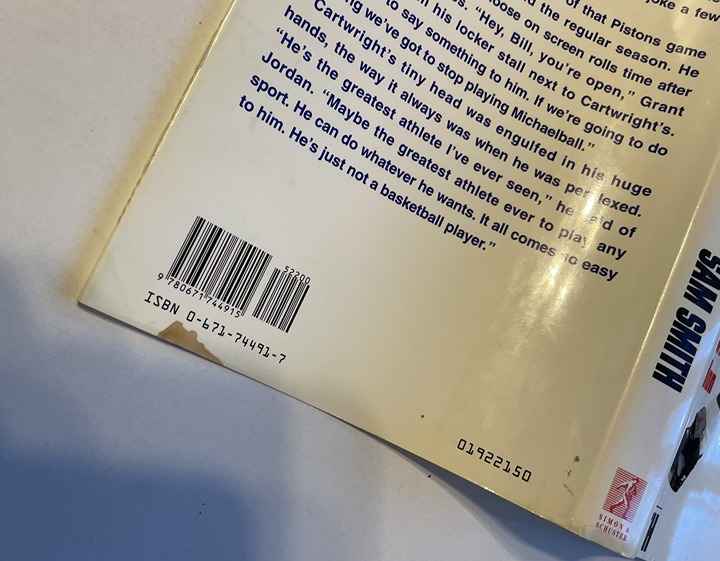 joke a few
of that Pistons game
and the regular season. He
oose on screen rolls time after
s. “Hey, Bill, you’re open,” Grant
m his locker stall next to Cartwright’s.
to say something to him. If we’re going to do
ng we’ve got to stop playing Michaelball.”
Cartwright’s tiny head was engulfed in his huge
hands, the way it always was when he was perplexed.
“He’s the greatest athlete I’ve ever seen,” he said of
Jordan. “Maybe the greatest athlete ever to play any
sport. He can do whatever he wants. It all comes so easy
to him. He’s just not a basketball player.”
52200
9 780671 744915
ISBN 0-671-74491-7
01922150
SAM SMITH
SIMON &
SCHUSTER